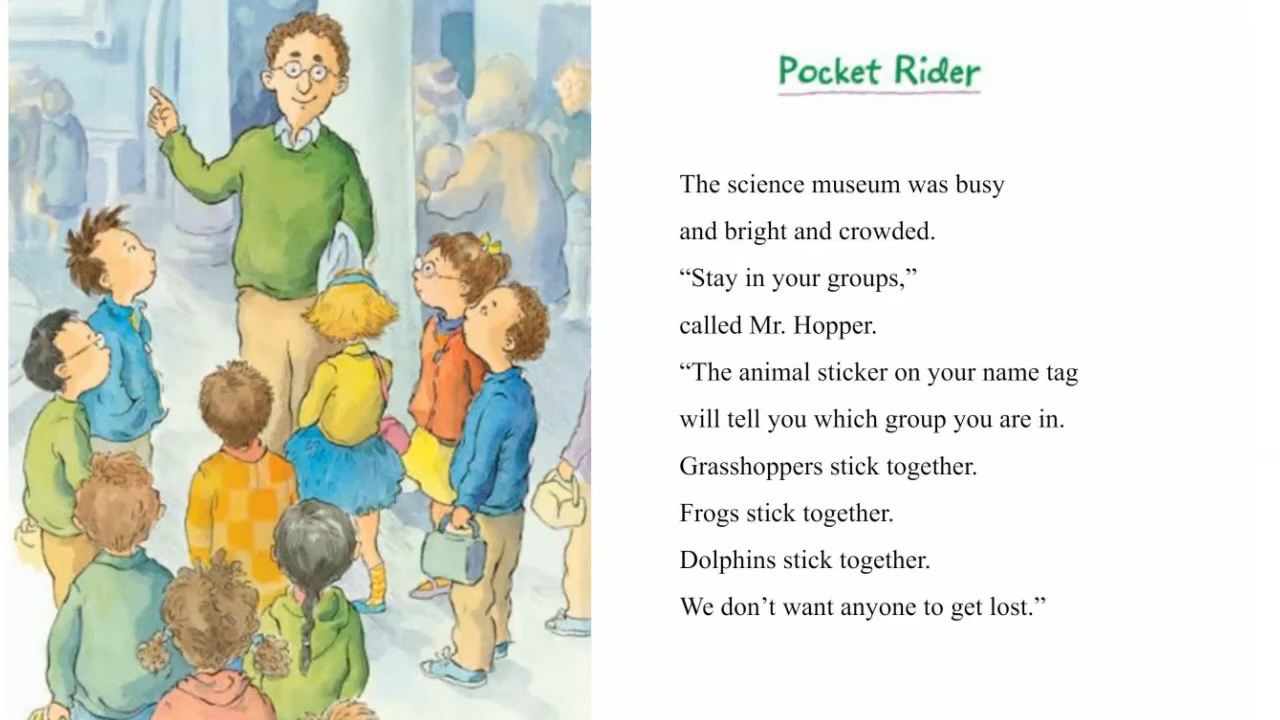 Pocket Rider
The science museum was busy
and bright and crowded.
“Stay in your groups,”
called Mr. Hopper.
“The animal sticker on your name tag
will tell you which group you are in.
Grasshoppers stick together.
Frogs stick together.
Dolphins stick together.
We don’t want anyone to get lost.”